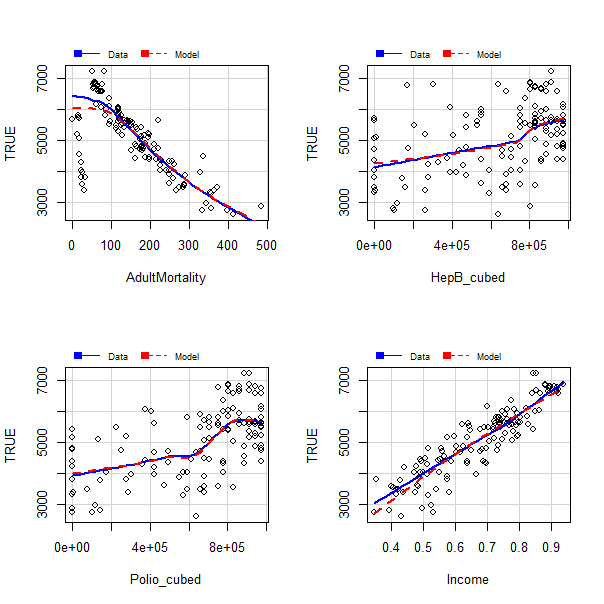 Data Model
TRUE
3000 5000 7000
0 100 200 300 400 500
AdultMortality
Data Model
TRUE
3000 5000 7000
0e+00 4e+05 8e+05
HepB_cubed
Data Model
TRUE
3000 5000 7000
0e+00 4e+05 8e+05
Polio_cubed
Data Model
TRUE
3000 5000 7000
0.4 0.5 0.6 0.7 0.8 0.9
Income